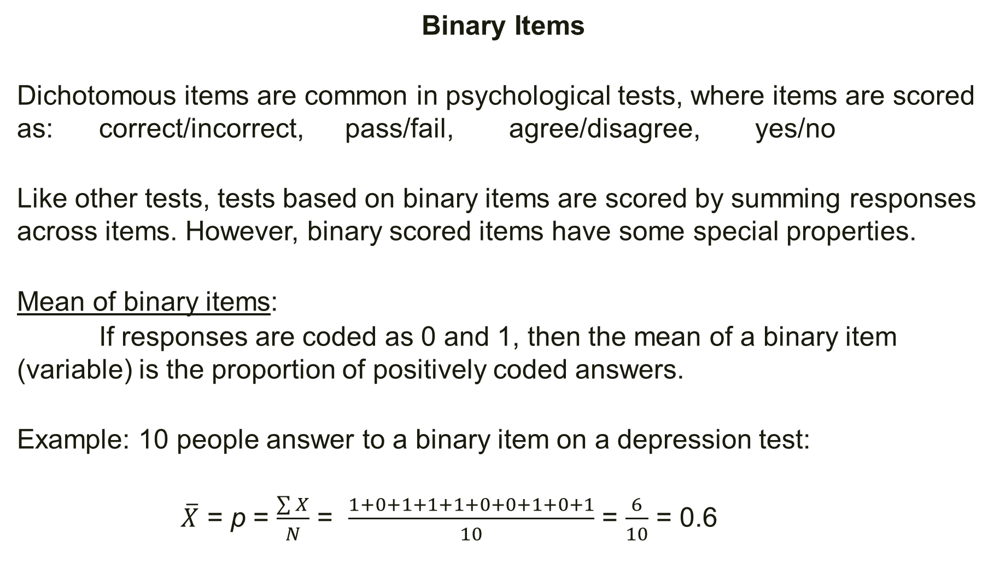 Binary Items
Dichotomous items are common in psychological tests, where items are scored
as: correct/incorrect, pass/fail, agree/disagree, yes/no
Like other tests, tests based on binary items are scored by summing responses
across items. However, binary scored items have some special properties.
Mean of binary items:
If responses are coded as 0 and 1, then the mean of a binary item
(variable) is the proportion of positively coded answers.
Example: 10 people answer to a binary item on a depression test:
X̄ = p = ∑ X / N = 1+0+1+1+1+0+0+1+0+1 / 10 = 6 / 10 = 0.6